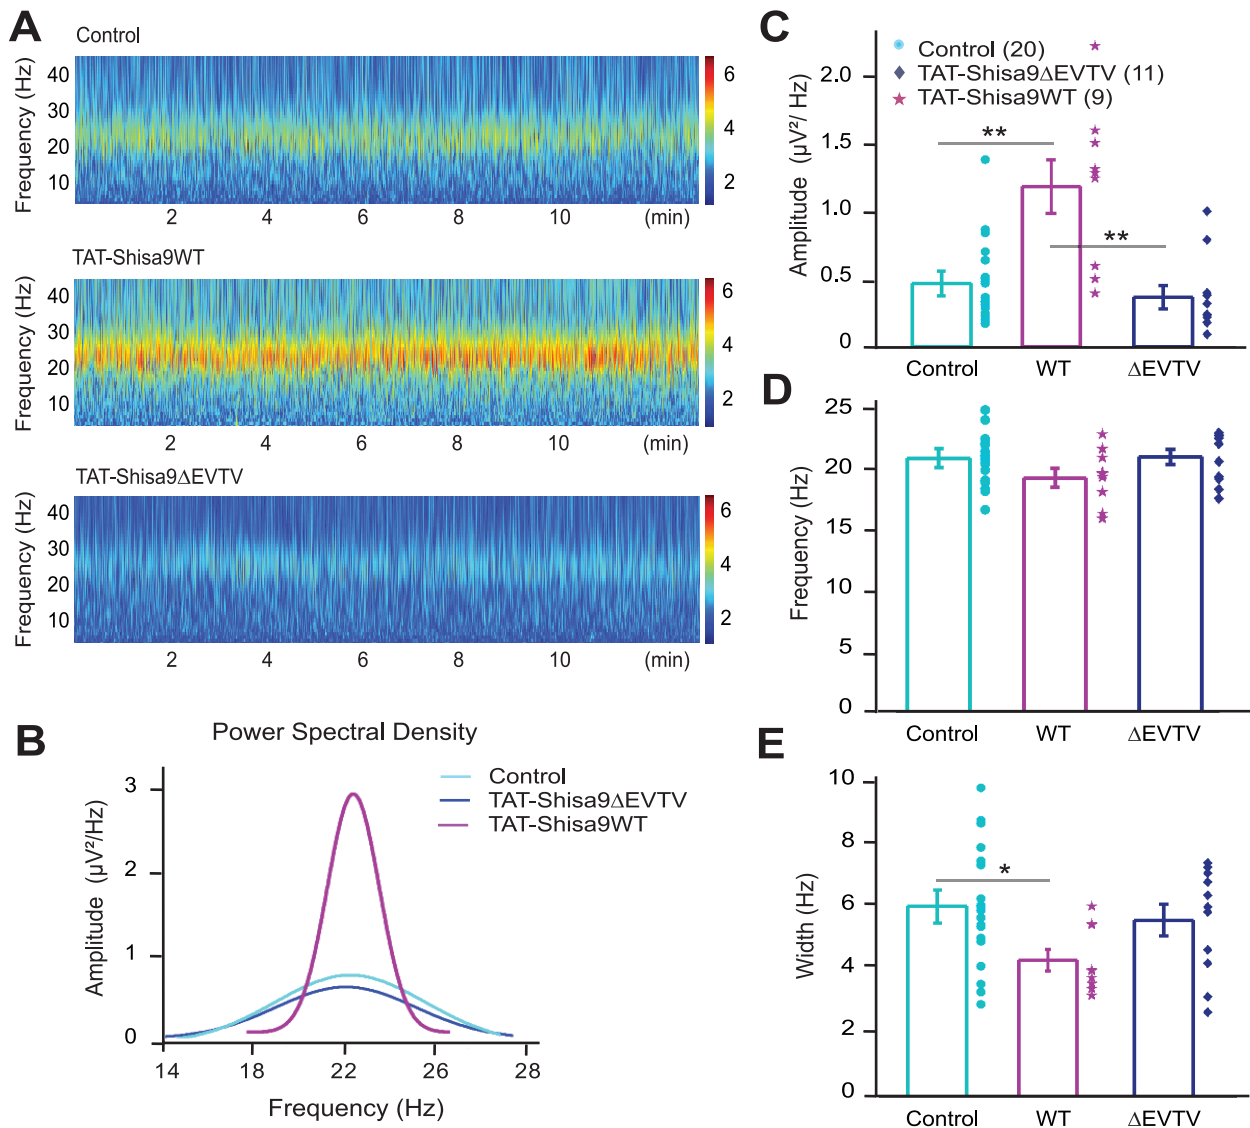 A
Control
Frequency (Hz)
40
30
20
10
2 4 6 8 10 (min)
6
4
2
TAT-Shisa9WT
Frequency (Hz)
40
30
20
10
2 4 6 8 10 (min)
6
4
2
TAT-Shisa9ΔEVTV
Frequency (Hz)
40
30
20
10
2 4 6 8 10 (min)
6
4
2
B
Power Spectral Density
Control
TAT-Shisa9ΔEVTV
TAT-Shisa9WT
Amplitude (µV²/Hz)
3
2
1
0
14 18 22 26 28
Frequency (Hz)
C
Control (20)
TAT-Shisa9ΔEVTV (11)
TAT-Shisa9WT (9)
Amplitude (µV²/ Hz)
2.0
1.5
1.0
0.5
0
**
**
Control WT ΔEVTV
D
Frequency (Hz)
25
20
15
10
5
0
Control WT ΔEVTV
E
Width (Hz)
10
8
6
4
2
0
*
Control WT ΔEVTV